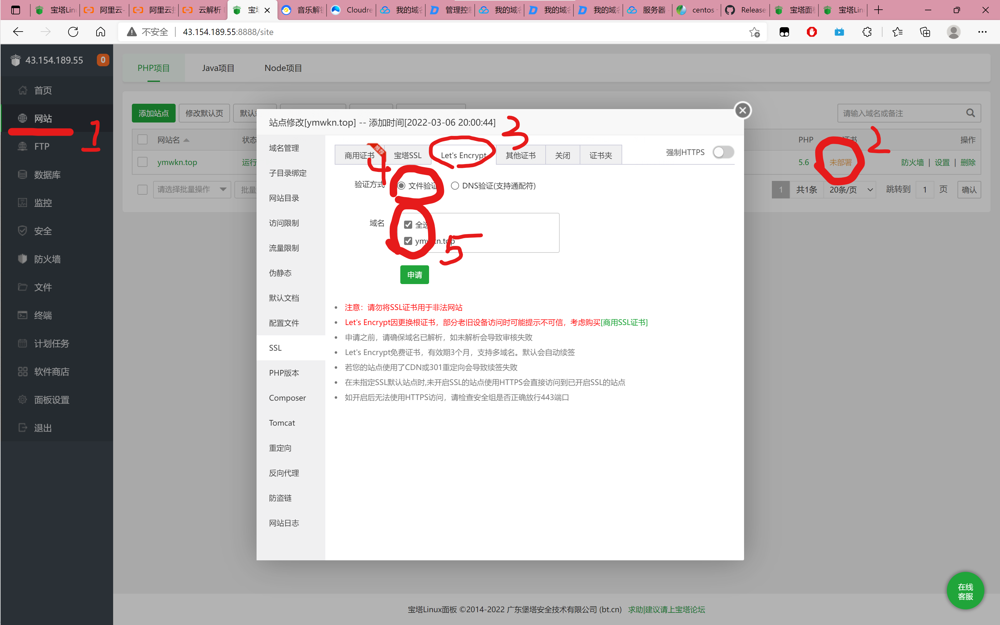 宝塔Lin
阿里云-
阿里云
云解析
宝
音乐解
Cloudre
我的域
管理控
我的域
我的域
我的域
服务器
centos
Release
宝塔面
宝塔Lin
不安全 43.154.189.55:8888/site
43.154.189.55 0
首页
网站
FTP
数据库
监控
安全
防火墙
文件
终端
计划任务
软件商店
面板设置
退出
1
PHP项目 Java项目 Node项目
添加站点 修改默认页 默认
请输入域名或备注
网站名 状态 PHP 证书 操作
ymwkn.top 运行 5.6 未部署 防火墙 | 设置 | 删除
2
请选择批量操作 批量
1 共1条 20条/页 跳转到 1 页 确认
站点修改[ymwkn.top] -- 添加时间[2022-03-06 20:00:44]
3
域名管理
子目录绑定
网站目录
访问限制
流量限制
伪静态
默认文档
配置文件
SSL
PHP版本
Composer
Tomcat
重定向
反向代理
防盗链
网站日志
商用证书 推荐 宝塔SSL Let's Encrypt 其他证书 关闭 证书夹
强制HTTPS
4
验证方式 文件验证 DNS验证(支持通配符)
域名 全选
ymwkn.top
5
申请
注意：请勿将SSL证书用于非法网站
Let's Encrypt因更换根证书，部分老旧设备访问时可能提示不可信，考虑购买[商用SSL证书]
申请之前，请确保域名已解析，如未解析会导致审核失败
Let's Encrypt免费证书，有效期3个月，支持多域名。默认会自动续签
若您的站点使用了CDN或301重定向会导致续签失败
在未指定SSL默认站点时,未开启SSL的站点使用HTTPS会直接访问到已开启SSL的站点
如开启后无法使用HTTPS访问，请检查安全组是否正确放行443端口
在线
客服
宝塔Linux面板 ©2014-2022 广东堡塔安全技术有限公司 (bt.cn) 求助|建议请上宝塔论坛